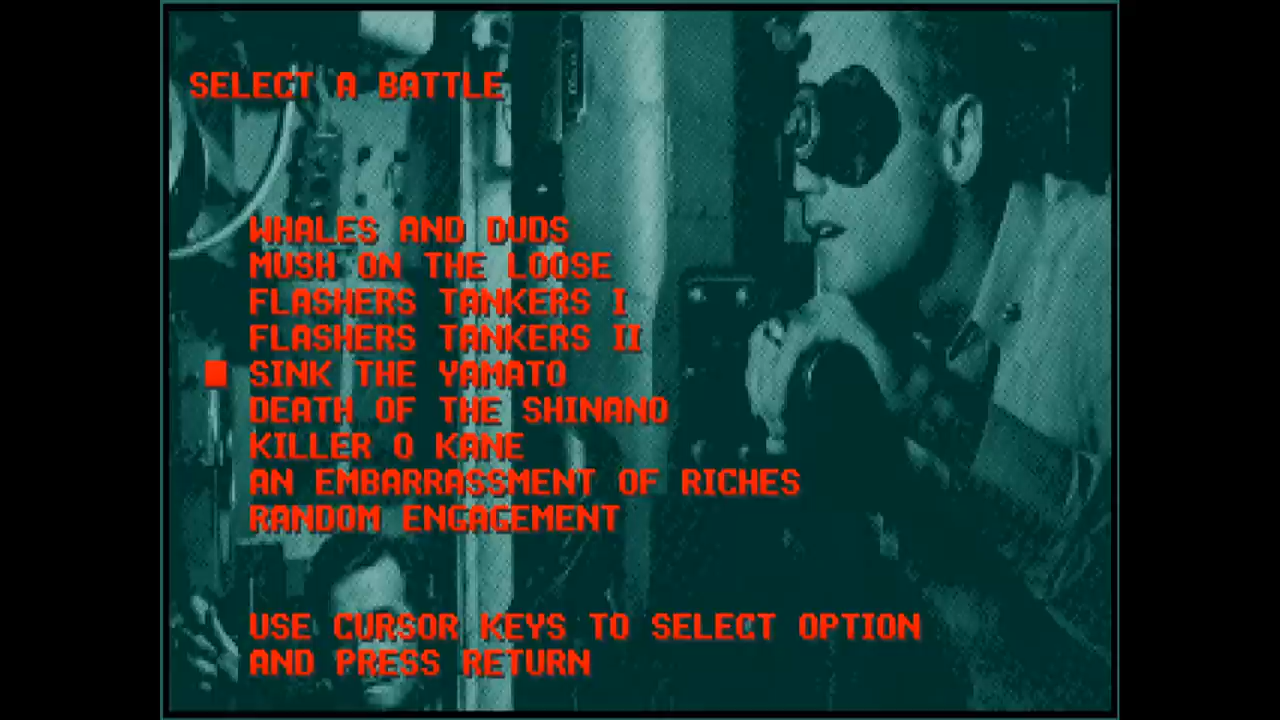 SELECT A BATTLE
WHALES AND DUDS
MUSH ON THE LOOSE
FLASHERS TANKERS I
FLASHERS TANKERS II
SINK THE YAMATO
DEATH OF THE SHINANO
KILLER O KANE
AN EMBARRASSMENT OF RICHES
RANDOM ENGAGEMENT
USE CURSOR KEYS TO SELECT OPTION
AND PRESS RETURN